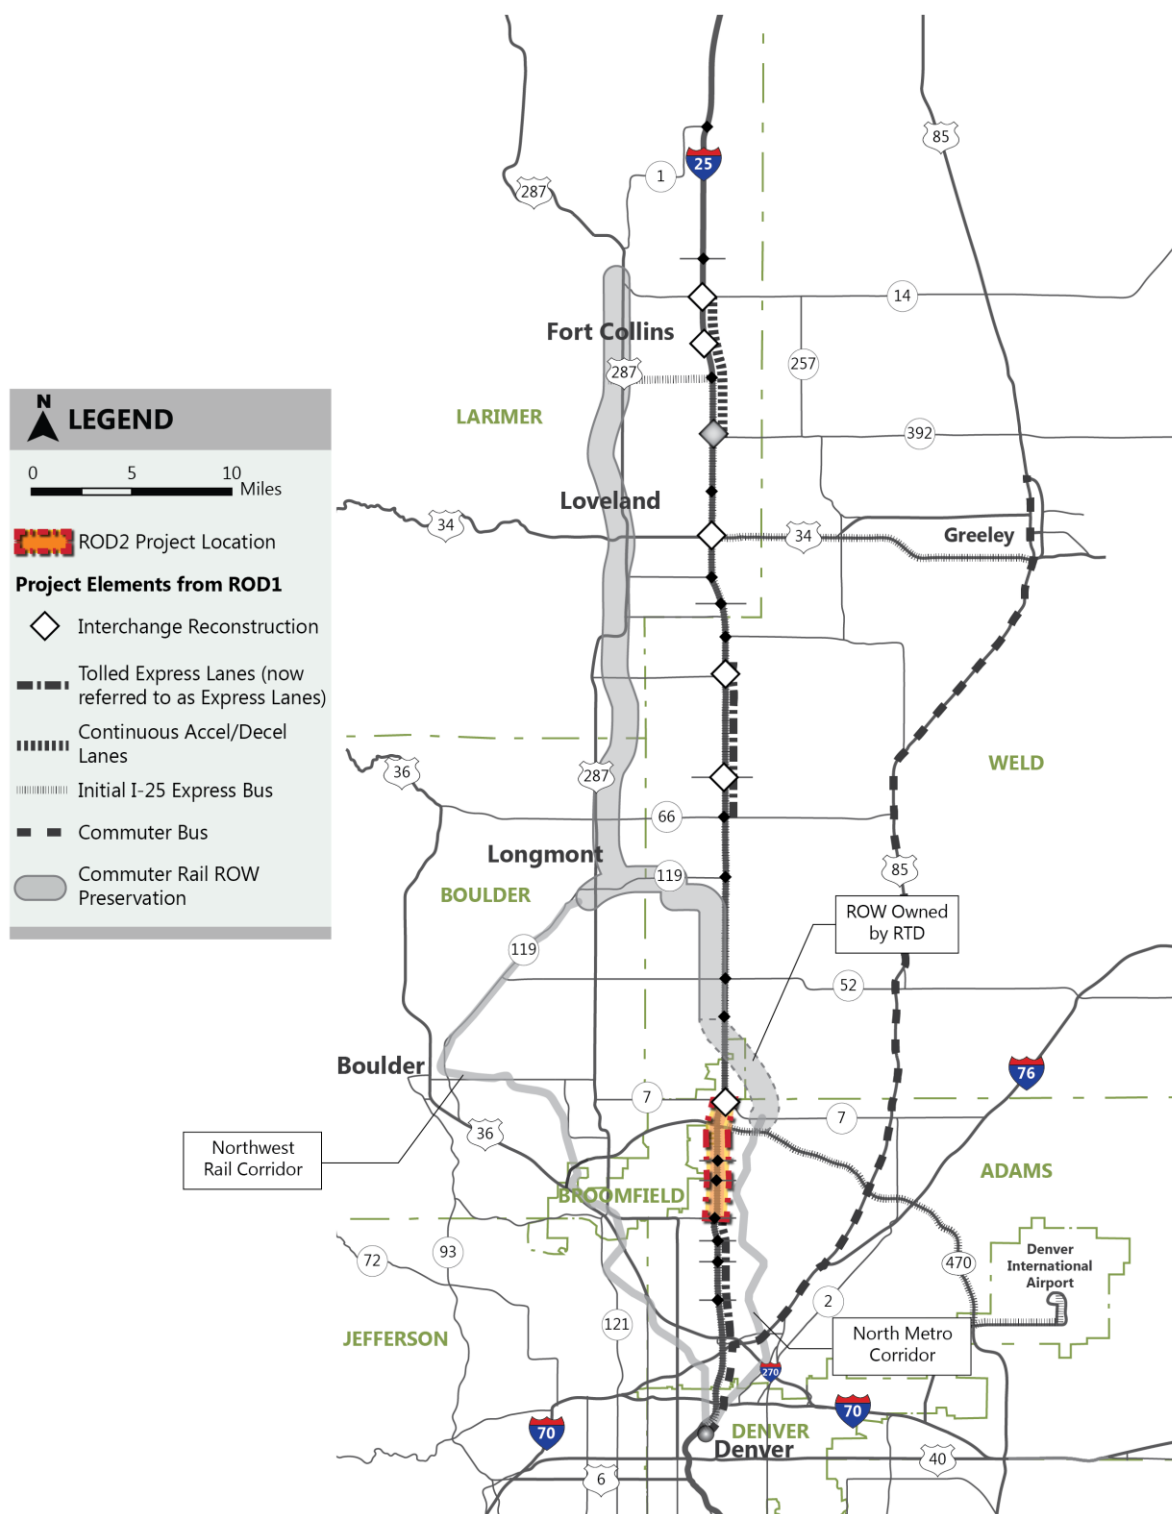 85
25
1
287
14
Fort Collins
257
287
LARIMER
392
N
LEGEND
0 5 10
Miles
ROD2 Project Location
Project Elements from ROD1
Interchange Reconstruction
Tolled Express Lanes (now
referred to as Express Lanes)
Continuous Accel/Decel
Lanes
Initial I-25 Express Bus
Commuter Bus
Commuter Rail ROW
Preservation
Loveland
34
34
Greeley
36
287
WELD
66
Longmont
119
85
BOULDER
ROW Owned
by RTD
119
52
Boulder
76
7
7
36
Northwest
Rail Corridor
ADAMS
BROOMFIELD
93
72
470
Denver
International
Airport
2
121
JEFFERSON
North Metro
Corridor
270
70
70
DENVER
Denver
40
6